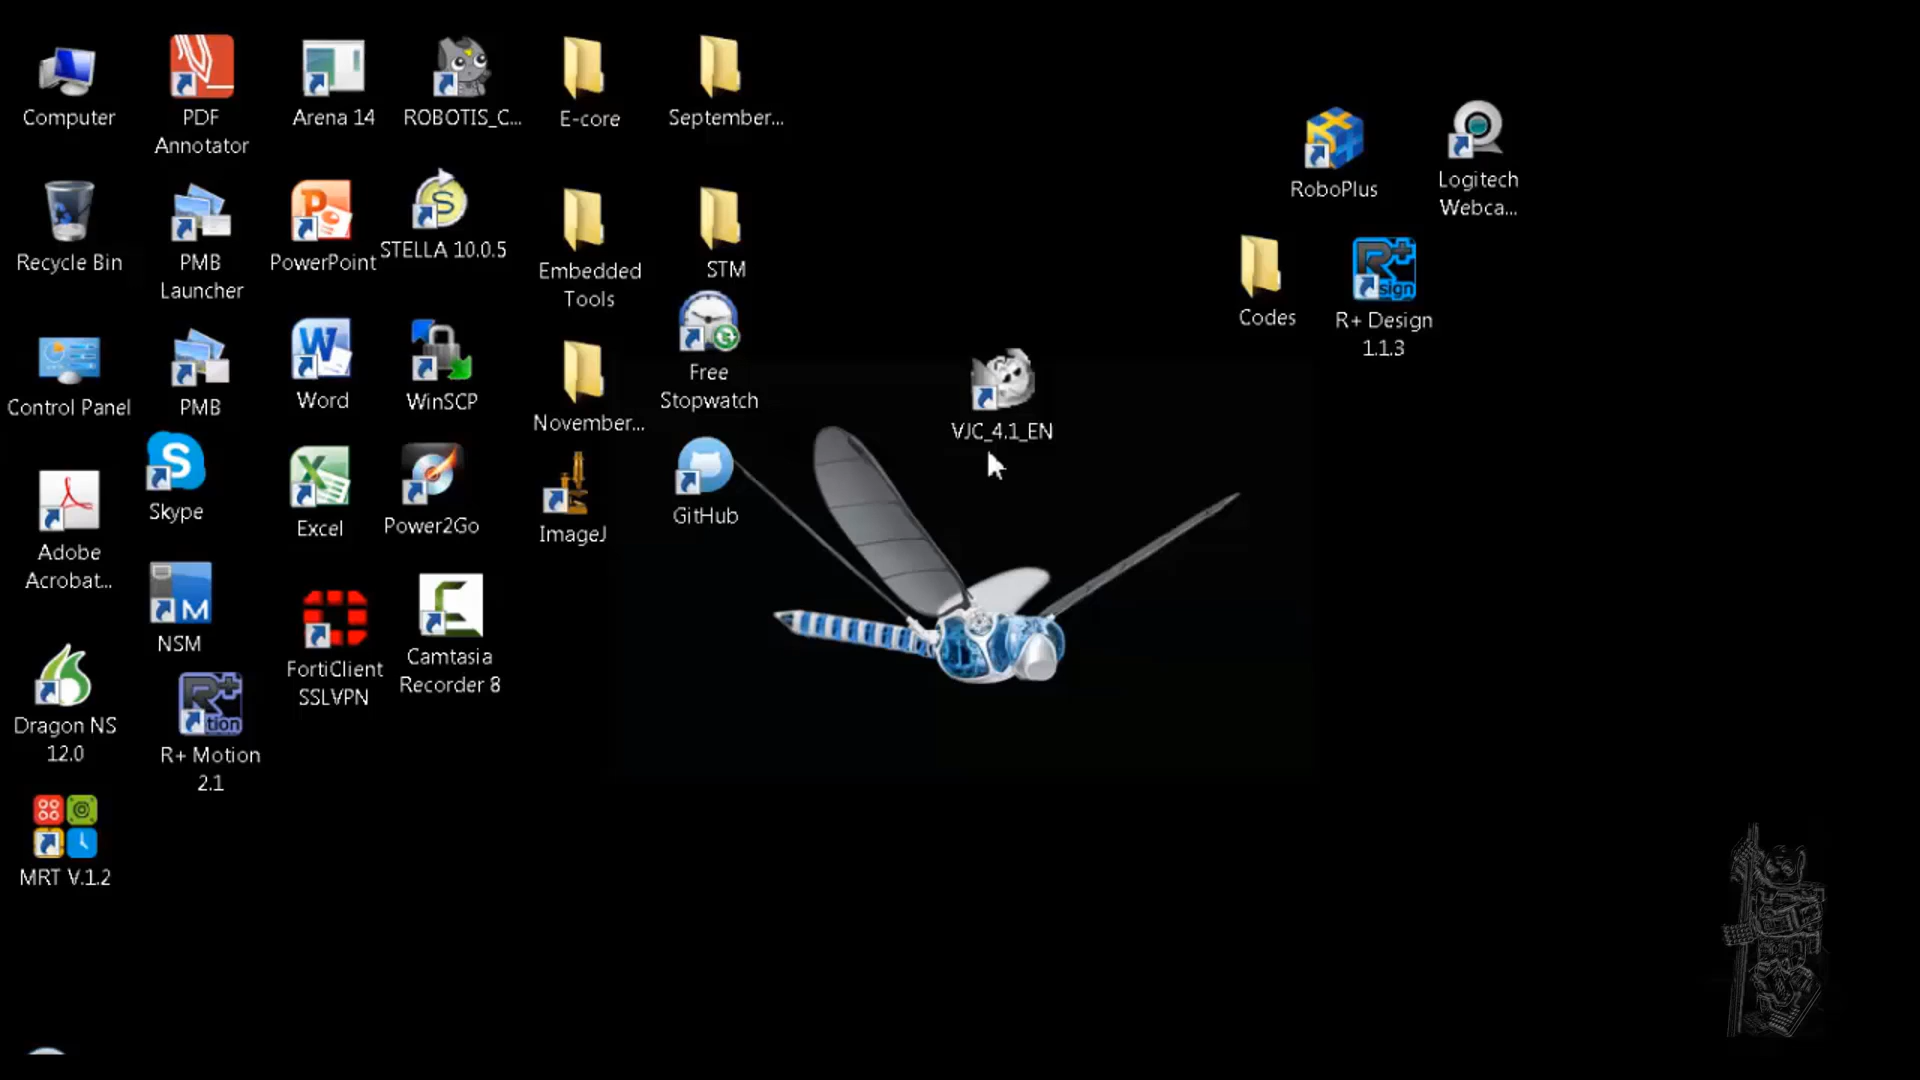 Computer
PDF
Annotator
Arena 14
ROBOTIS_C...
E-core
September...
RoboPlus
Logitech
Webca...
Recycle Bin
PMB
Launcher
PowerPoint
STELLA 10.0.5
Embedded
Tools
STM
Codes
R+ Design
1.1.3
Control Panel
PMB
Word
WinSCP
November...
Free
Stopwatch
VJC_4.1_EN
Adobe
Acrobat...
Skype
Excel
Power2Go
ImageJ
GitHub
NSM
FortiClient
SSLVPN
Camtasia
Recorder 8
Dragon NS
12.0
R+ Motion
2.1
MRT V.1.2